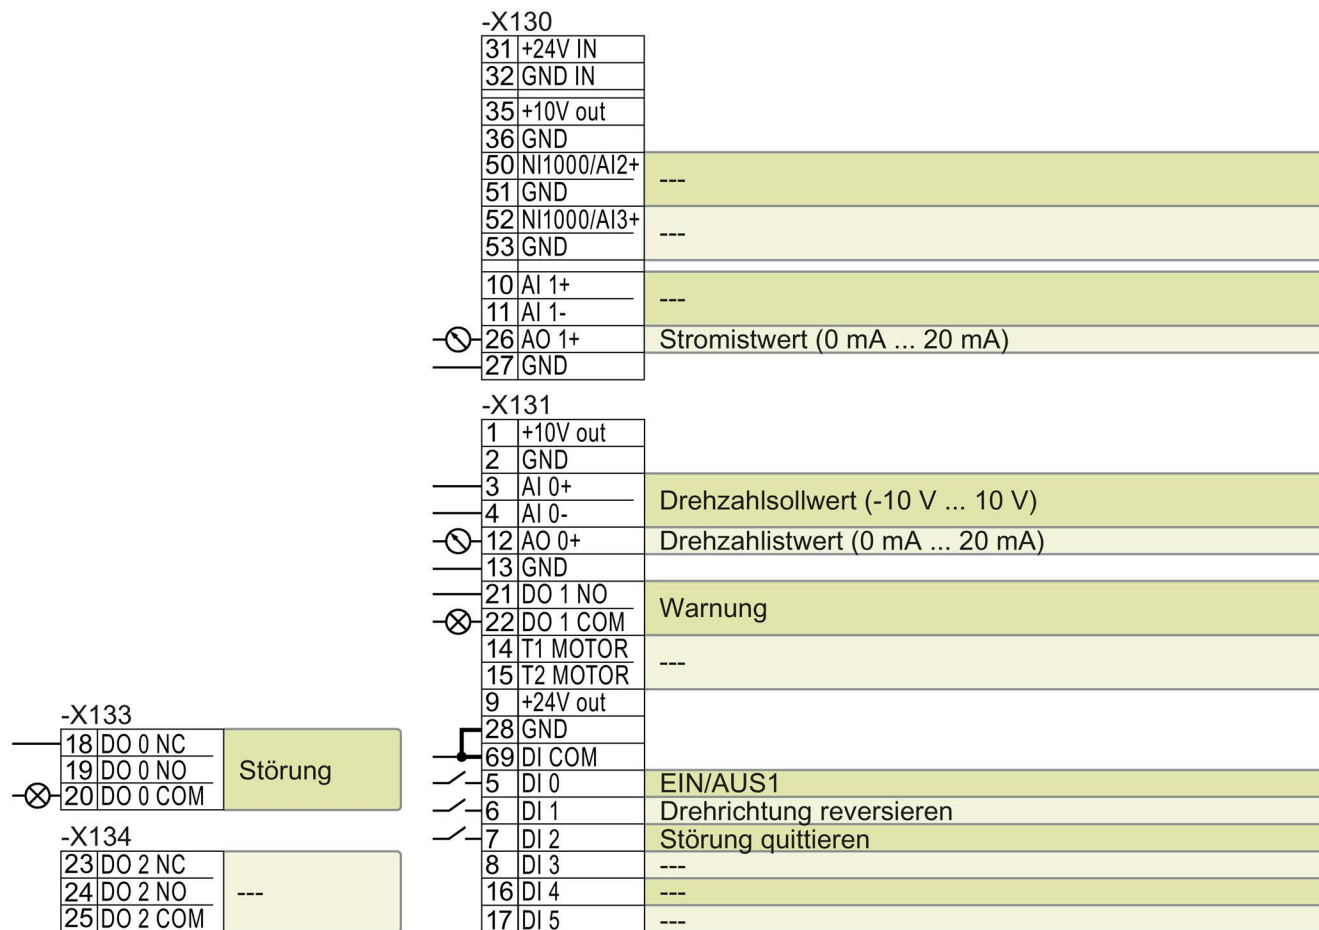 -X130
31 +24V IN
32 GND IN
35 +10V out
36 GND
50 NI1000/AI2+
---
51 GND
52 NI1000/AI3+
---
53 GND
10 AI 1+
---
11 AI 1-
26 AO 1+ Stromistwert (0 mA ... 20 mA)
27 GND
-X131
1 +10V out
2 GND
3 AI 0+
Drehzahlsollwert (-10 V ... 10 V)
4 AI 0-
12 AO 0+ Drehzahlistwert (0 mA ... 20 mA)
13 GND
21 DO 1 NO
Warnung
22 DO 1 COM
14 T1 MOTOR
---
15 T2 MOTOR
9 +24V out
28 GND
69 DI COM
5 DI 0 EIN/AUS1
6 DI 1 Drehrichtung reversieren
7 DI 2 Störung quittieren
8 DI 3 ---
16 DI 4 ---
17 DI 5 ---
-X133
18 DO 0 NC
19 DO 0 NO Störung
20 DO 0 COM
-X134
23 DO 2 NC
24 DO 2 NO ---
25 DO 2 COM